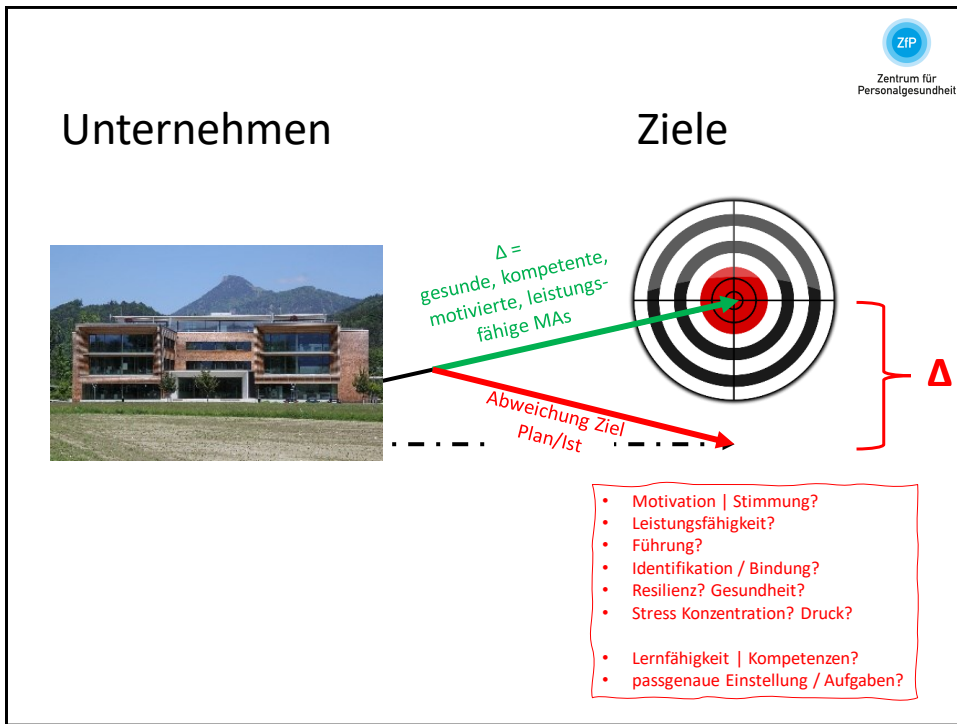 ZfP
Zentrum für
Personalgesundheit
Unternehmen
Ziele
Δ =
gesunde, kompetente,
motivierte, leistungs-
fähige MAs
Δ
Abweichung Ziel
Plan/Ist
• Motivation | Stimmung?
• Leistungsfähigkeit?
• Führung?
• Identifikation / Bindung?
• Resilienz? Gesundheit?
• Stress Konzentration? Druck?
• Lernfähigkeit | Kompetenzen?
• passgenaue Einstellung / Aufgaben?